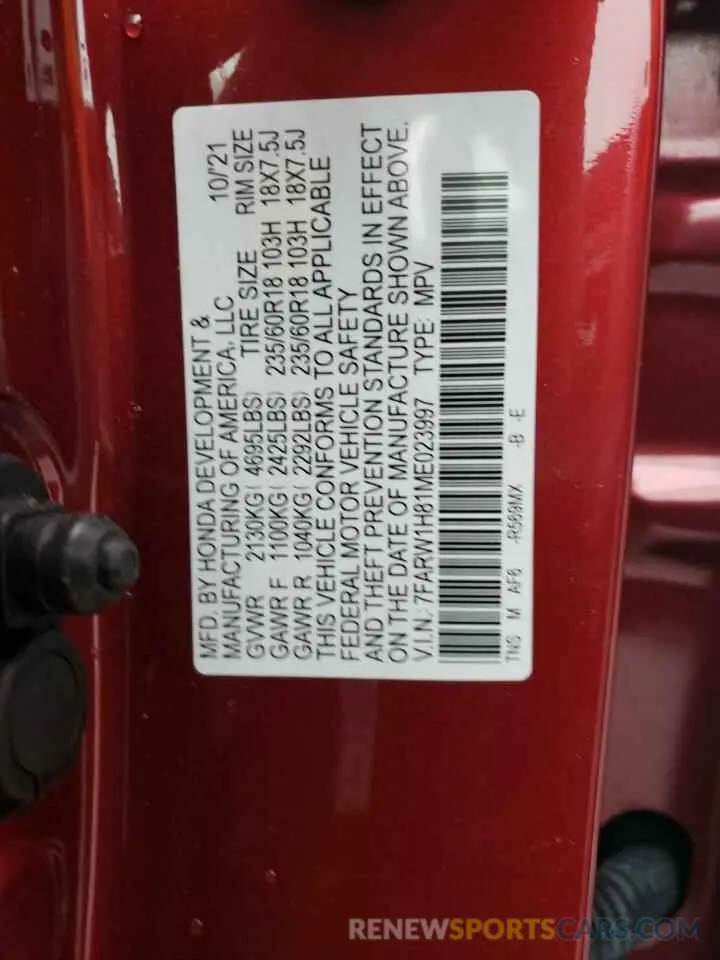 MFD. BY HONDA DEVELOPMENT &
MANUFACTURING OF AMERICA, LLC 10/'21
GVWR 2130KG( 4695LBS) TIRE SIZE RIM SIZE
GAWR F 1100KG( 2425LBS) 235/60R18 103H 18X7.5J
GAWR R 1040KG( 2292LBS) 235/60R18 103H 18X7.5J
THIS VEHICLE CONFORMS TO ALL APPLICABLE
FEDERAL MOTOR VEHICLE SAFETY
AND THEFT PREVENTION STANDARDS IN EFFECT
ON THE DATE OF MANUFACTURE SHOWN ABOVE.
V.I.N.: 7FARW1H81ME023997 TYPE: MPV
TNS M AF6 -R569MX -B -E
RENEWSPORTSCARS.COM